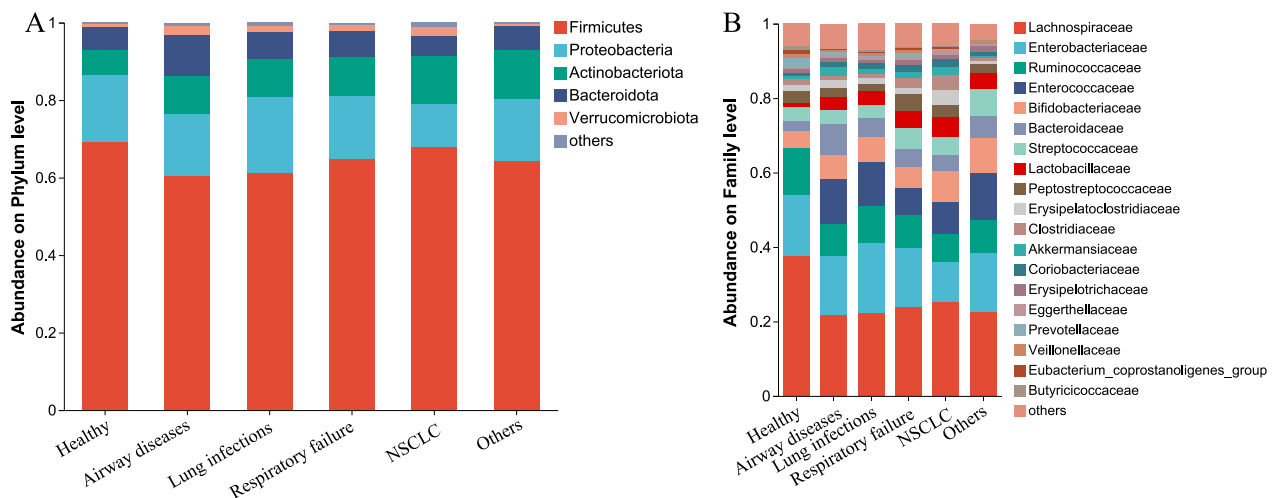 A
Abundance on Phylum level
1
0.8
0.6
0.4
0.2
0
Healthy
Airway diseases
Lung infections
Respiratory failure
NSCLC
Others
Firmicutes
Proteobacteria
Actinobacteriota
Bacteroidota
Verrucomicrobiota
others
B
Abundance on Family level
1
0.8
0.6
0.4
0.2
0
Healthy
Airway diseases
Lung infections
Respiratory failure
NSCLC
Others
Lachnospiraceae
Enterobacteriaceae
Ruminococcaceae
Enterococcaceae
Bifidobacteriaceae
Bacteroidaceae
Streptococcaceae
Lactobacillaceae
Peptostreptococcaceae
Erysipelatoclostridiaceae
Clostridiaceae
Akkermansiaceae
Coriobacteriaceae
Erysipelotrichaceae
Eggerthellaceae
Prevotellaceae
Veillonellaceae
Eubacterium_coprostanoligenes_group
Butyricicoccaceae
others